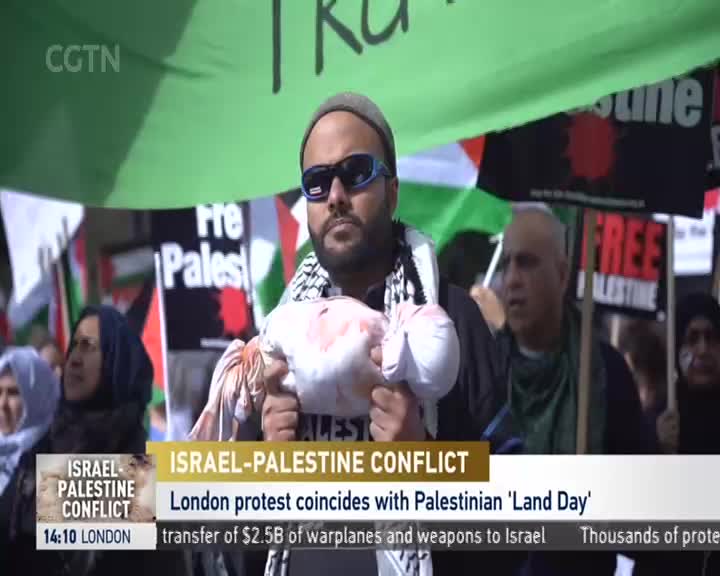 CGTN
Free
Palest
FREE
PALESTINE
ISRAEL-
PALESTINE
CONFLICT
ISRAEL-PALESTINE CONFLICT
London protest coincides with Palestinian 'Land Day'
14:10 LONDON
transfer of $2.5B of warplanes and weapons to Israel Thousands of prote